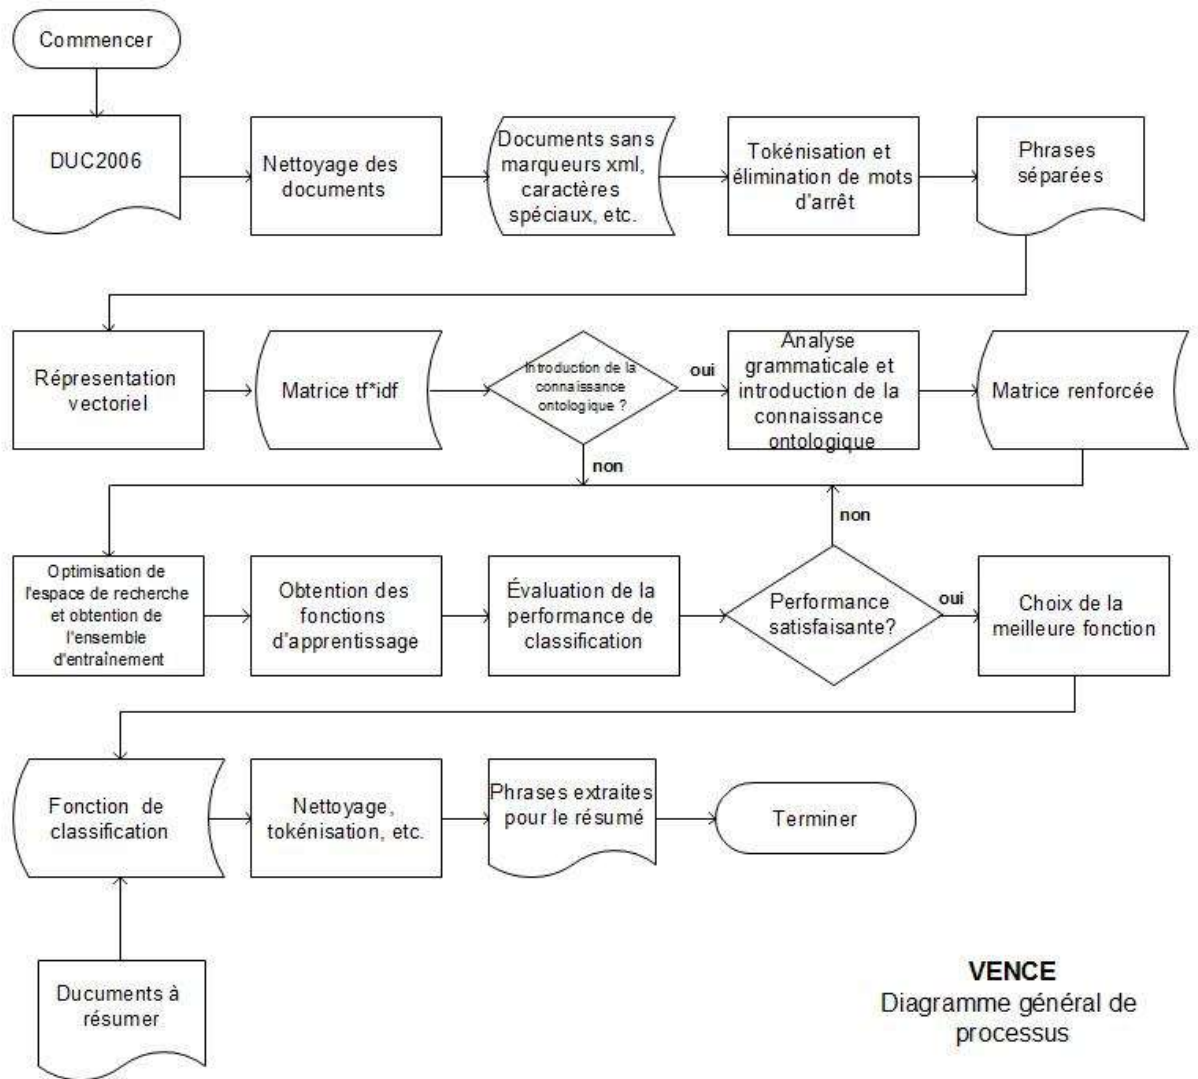 Commencer
DUC2006
Nettoyage des
documents
Documents sans
marqueurs xml,
caractères
spéciaux, etc.
Tokénisation et
élimination de mots
d'arrêt
Phrases
séparées
Répresentation
vectoriel
Matrice tf*idf
Introduction de la
connaissance
ontologique ?
oui
non
Analyse
grammaticale et
introduction de la
connaissance
ontologique
Matrice renforcée
Optimisation de
l'espace de recherche
et obtention de
l'ensemble
d'entraînement
Obtention des
fonctions
d'apprentissage
Évaluation de la
performance de
classification
Performance
satisfaisante?
non
oui
Choix de la
meilleure fonction
Fonction de
classification
Nettoyage,
tokénisation, etc.
Phrases extraites
pour le résumé
Terminer
Ducuments à
résumer
VENCE
Diagramme général de
processus